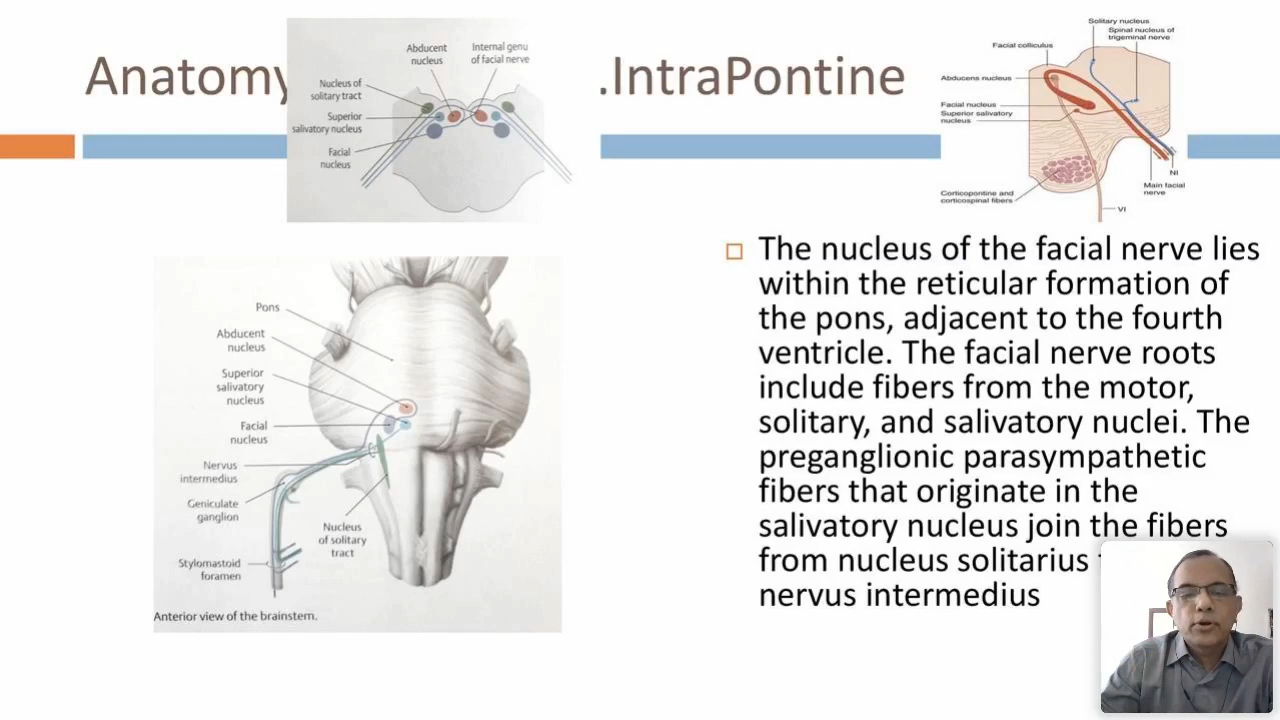 Anatomy
.IntraPontine
Abducent
nucleus
Internal genu
of facial nerve
Nucleus of
solitary tract
Superior
salivatory nucleus
Facial
nucleus
Solitary nucleus
Spinal nucleus of
trigeminal nerve
Facial colliculus
Abducens nucleus
Facial nucleus
Superior salivatory
nucleus
NI
Main facial
nerve
Corticopontine and
corticospinal fibers
VI
Pons
Abducent
nucleus
Superior
salivatory
nucleus
Facial
nucleus
Nervus
intermedius
Geniculate
ganglion
Nucleus
of solitary
tract
Stylomastoid
foramen
Anterior view of the brainstem.
The nucleus of the facial nerve lies
within the reticular formation of
the pons, adjacent to the fourth
ventricle. The facial nerve roots
include fibers from the motor,
solitary, and salivatory nuclei. The
preganglionic parasympathetic
fibers that originate in the
salivatory nucleus join the fibers
from nucleus solitarius
nervus intermedius